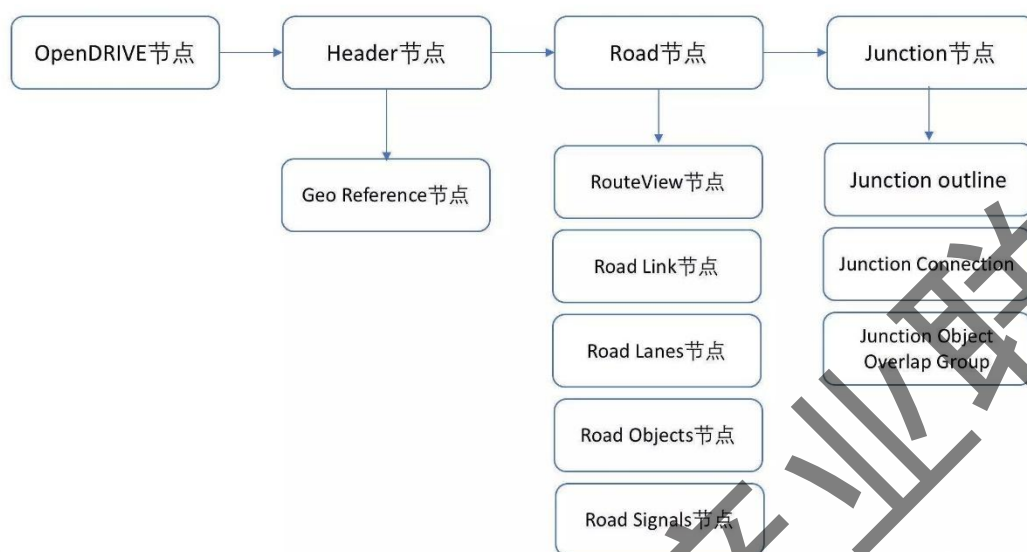 OpenDRIVE节点
Header节点
Road节点
Junction节点
Geo Reference节点
RouteView节点
Road Link节点
Road Lanes节点
Road Objects节点
Road Signals节点
Junction outline
Junction Connection
Junction Object
Overlap Group
业联